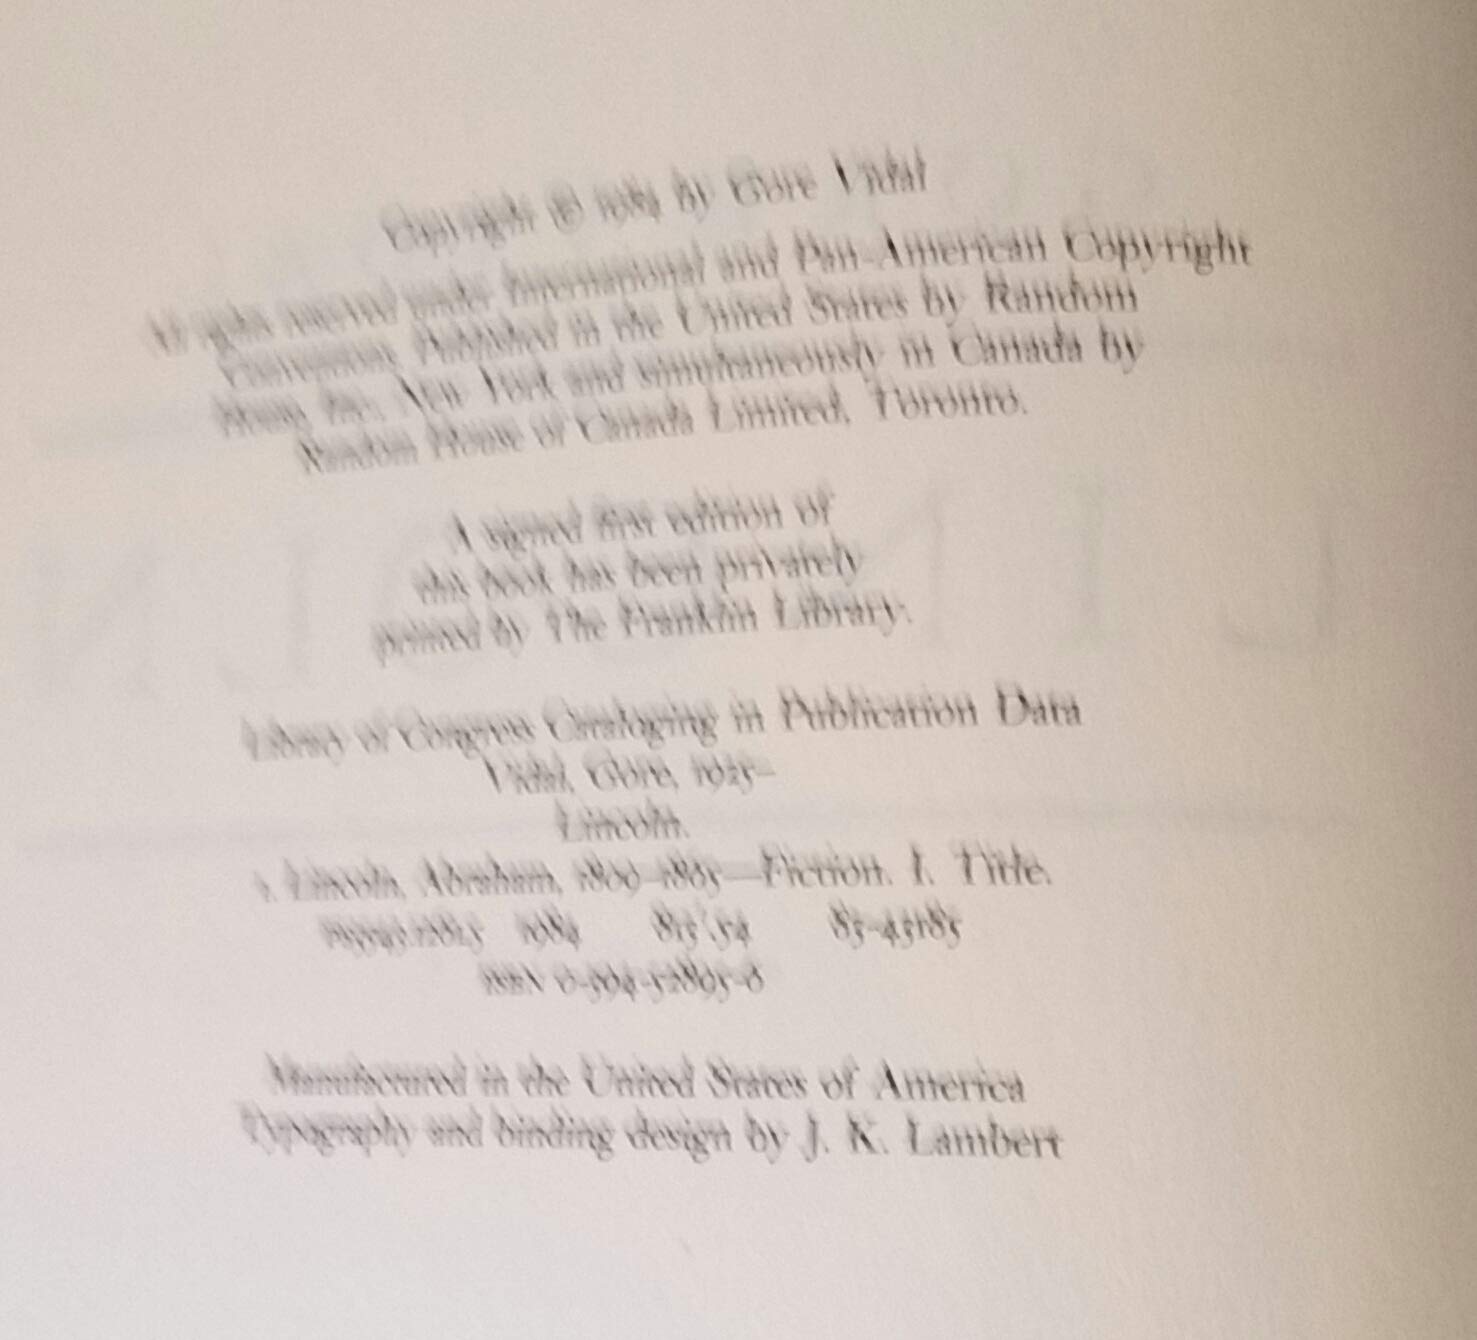 Copyright © 1984 by Gore Vidal
All rights reserved under International and Pan-American Copyright
Conventions. Published in the United States by Random
House, Inc., New York and simultaneously in Canada by
Random House of Canada Limited, Toronto.
A signed first edition of
this book has been privately
printed by The Franklin Library.
Library of Congress Cataloging in Publication Data
Vidal, Gore, 1925–
Lincoln.
1. Lincoln, Abraham, 1809–1865—Fiction. I. Title.
1984 813'.54
Manufactured in the United States of America
Typography and binding design by J. K. Lambert